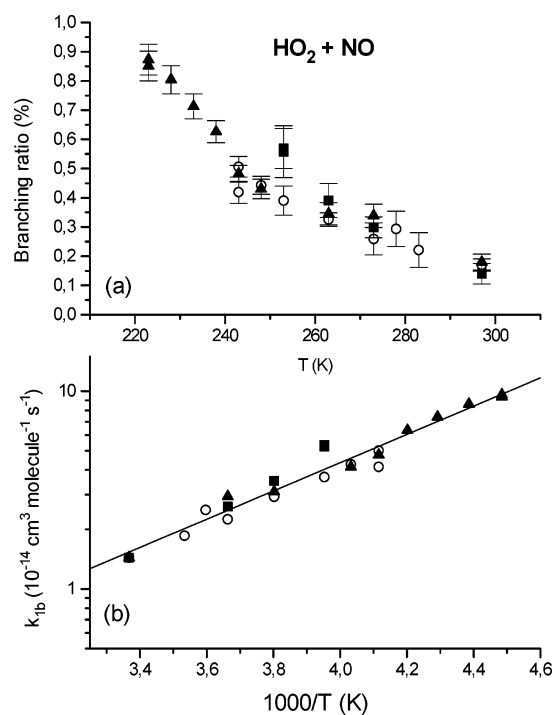 1,0
0,9
0,8
0,7
0,6
0,5
0,4
0,3
0,2
0,1
0,0
Branching ratio (%)
HO₂ + NO
(a)
220 240 260 280 300
T (K)
10
1
k₁ᵦ (10⁻¹⁴ cm³ molecule⁻¹ s⁻¹)
(b)
3,4 3,6 3,8 4,0 4,2 4,4 4,6
1000/T (K)